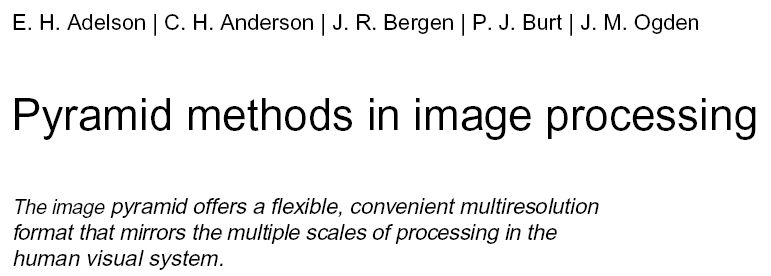 E. H. Adelson | C. H. Anderson | J. R. Bergen | P. J. Burt | J. M. Ogden
Pyramid methods in image processing
The image pyramid offers a flexible, convenient multiresolution
format that mirrors the multiple scales of processing in the
human visual system.